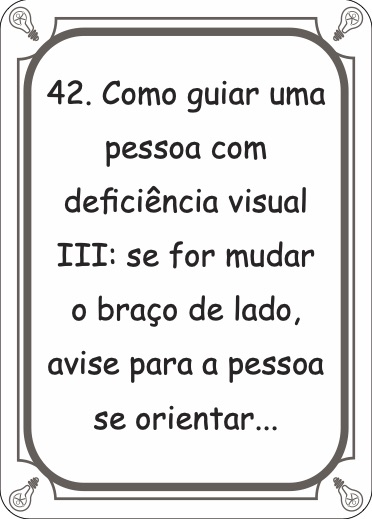 42. Como guiar uma
pessoa com
deficiência visual
III: se for mudar
o braço de lado,
avise para a pessoa
se orientar...